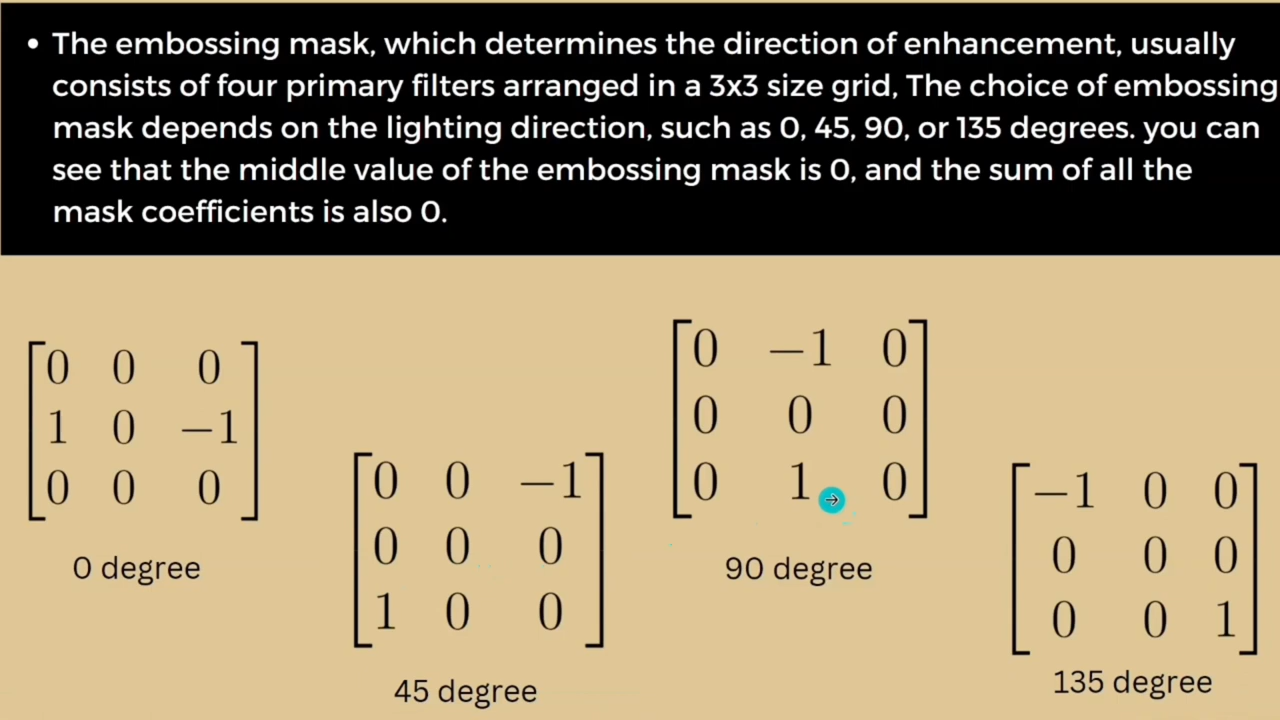 • The embossing mask, which determines the direction of enhancement, usually
consists of four primary filters arranged in a 3x3 size grid, The choice of embossing
mask depends on the lighting direction, such as 0, 45, 90, or 135 degrees. you can
see that the middle value of the embossing mask is 0, and the sum of all the
mask coefficients is also 0.
0 0 0
1 0 −1
0 0 0
0 degree
0 0 −1
0 0 0
1 0 0
45 degree
0 −1 0
0 0 0
0 1 0
90 degree
−1 0 0
0 0 0
0 0 1
135 degree